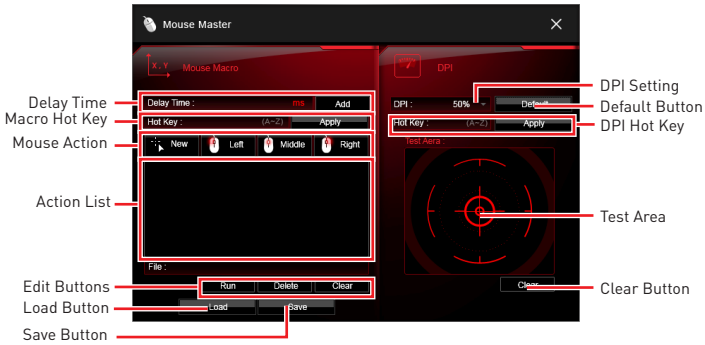 Mouse Master
X , Y
Mouse Macro
DPI
Delay Time :
ms
Add
Hot Key :
(A~Z)
Apply
New
Left
Middle
Right
File :
Run
Delete
Clear
Load
Save
DPI :
50%
Default
Hot Key :
(A~Z)
Apply
Test Aera :
Clear
Delay Time
Macro Hot Key
Mouse Action
Action List
Edit Buttons
Load Button
Save Button
DPI Setting
Default Button
DPI Hot Key
Test Area
Clear Button